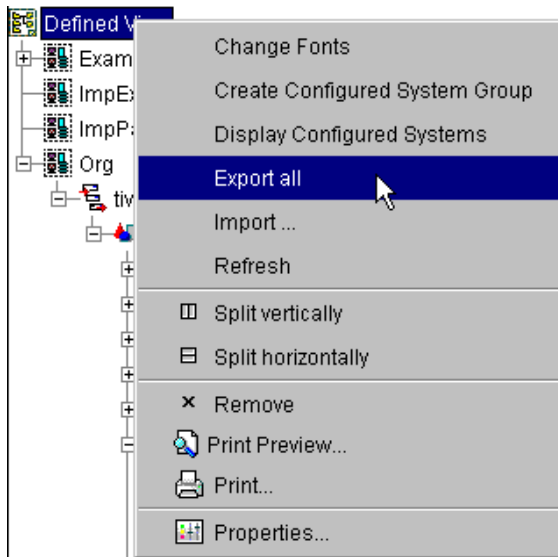 Defined
Change Fonts
Exam
Create Configured System Group
ImpEx
Display Configured Systems
ImpPa
Export all
Org
tiv
Import ...
Refresh
Split vertically
Split horizontally
Remove
Print Preview...
Print...
Properties...